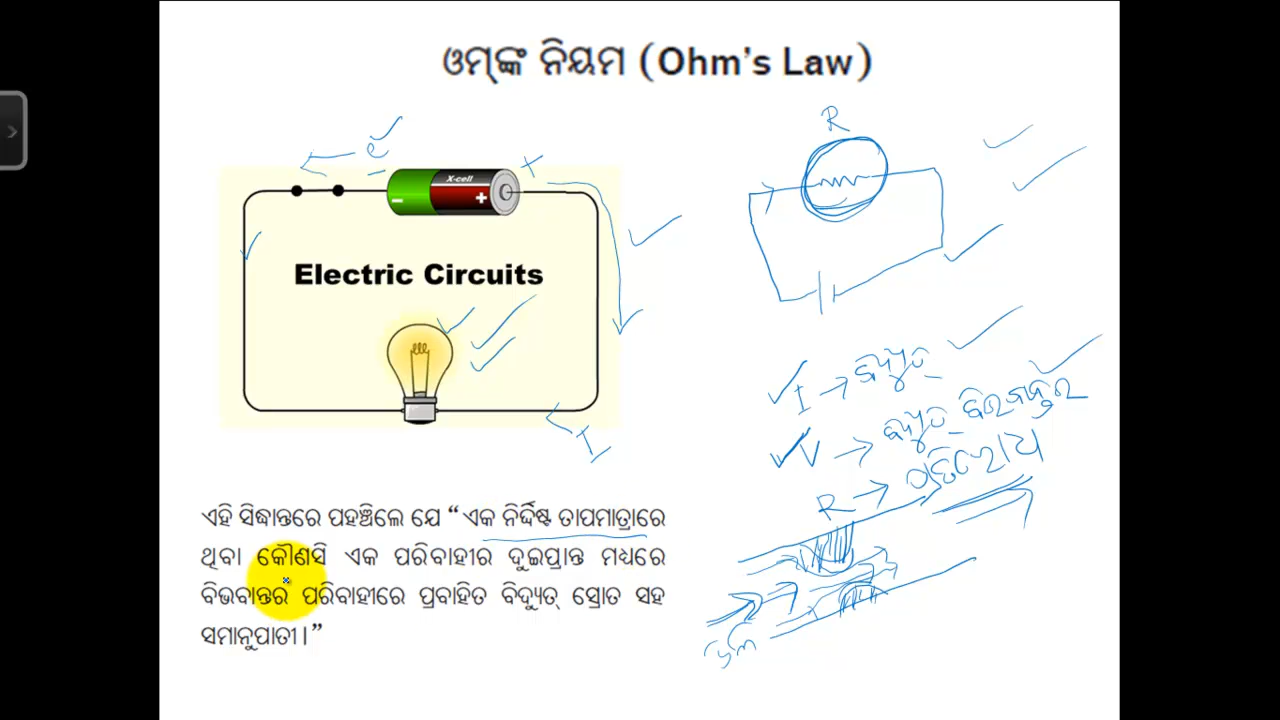 ଓମ୍‌ଙ୍କ ନିୟମ (Ohm's Law)
R
e
+
-
X-cell
- +
Electric Circuits
I
I → ବିଦ୍ୟୁତ
V → ବିଦ୍ୟୁତ ବିଭବାନ୍ତର
R → ପ୍ରତିରୋଧ
ଏହି ସିଦ୍ଧାନ୍ତରେ ପହଞ୍ଚିଲେ ଯେ “ ଏକ ନିର୍ଦ୍ଦିଷ୍ଟ ତାପମାତ୍ରାରେ
ଥିବା କୌଣସି ଏକ ପରିବାହୀର ଦୁଇପ୍ରାନ୍ତ ମଧ୍ୟରେ
ବିଭବାନ୍ତର ପରିବାହୀରେ ପ୍ରବାହିତ ବିଦ୍ୟୁତ୍ ସ୍ରୋତ ସହ
ସମାନୁପାତୀ।”